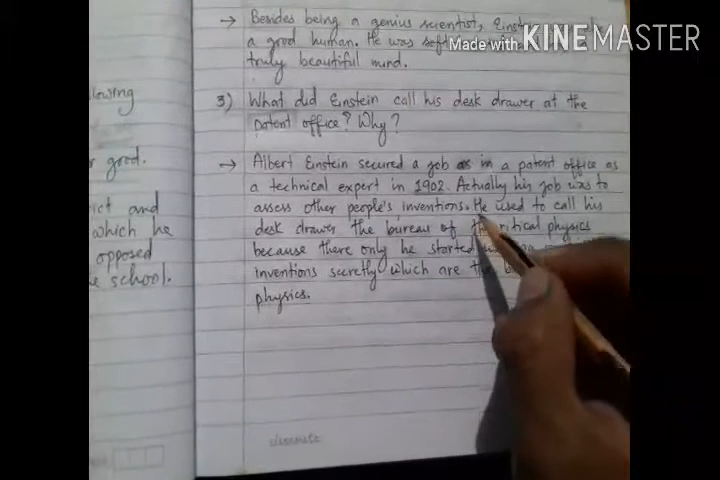 → Besides being a genius scientist,
a good human. He was
truly beautiful mind.
Made with KINEMASTER
3) What did Einstein call his desk drawer at the
patent office? Why?
→ Albert Einstein secured a job as in a patent office as
a technical expert in 1902. Actually his job was to
assess other people's inventions. He used to call his
desk drawer the bureau of physics
because there only he started
inventions secretly which are the
physics.
good.
and
which he
opposed
school.